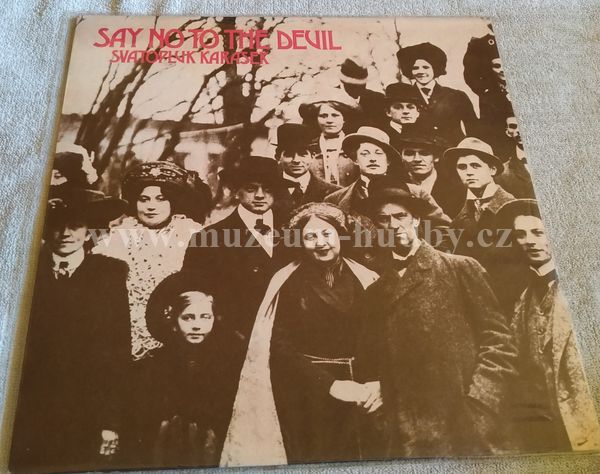 SAY NO TO THE DEVIL
SVATOPLUK KARÁSEK
www.muzeum-hudby.cz